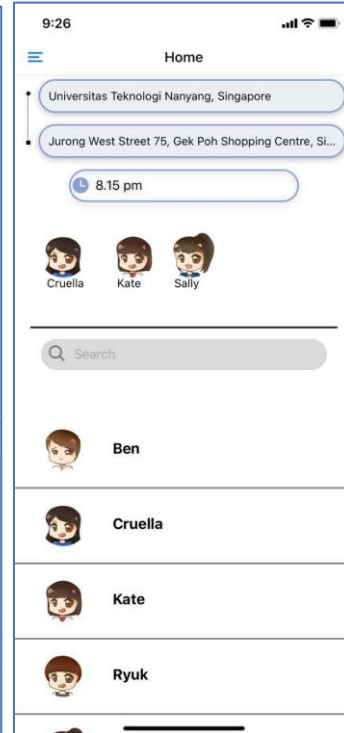 9:26
Home
Universitas Teknologi Nanyang, Singapore
Jurong West Street 75, Gek Poh Shopping Centre, Si...
8.15 pm
Cruella Kate Sally
Search
Ben
Cruella
Kate
Ryuk